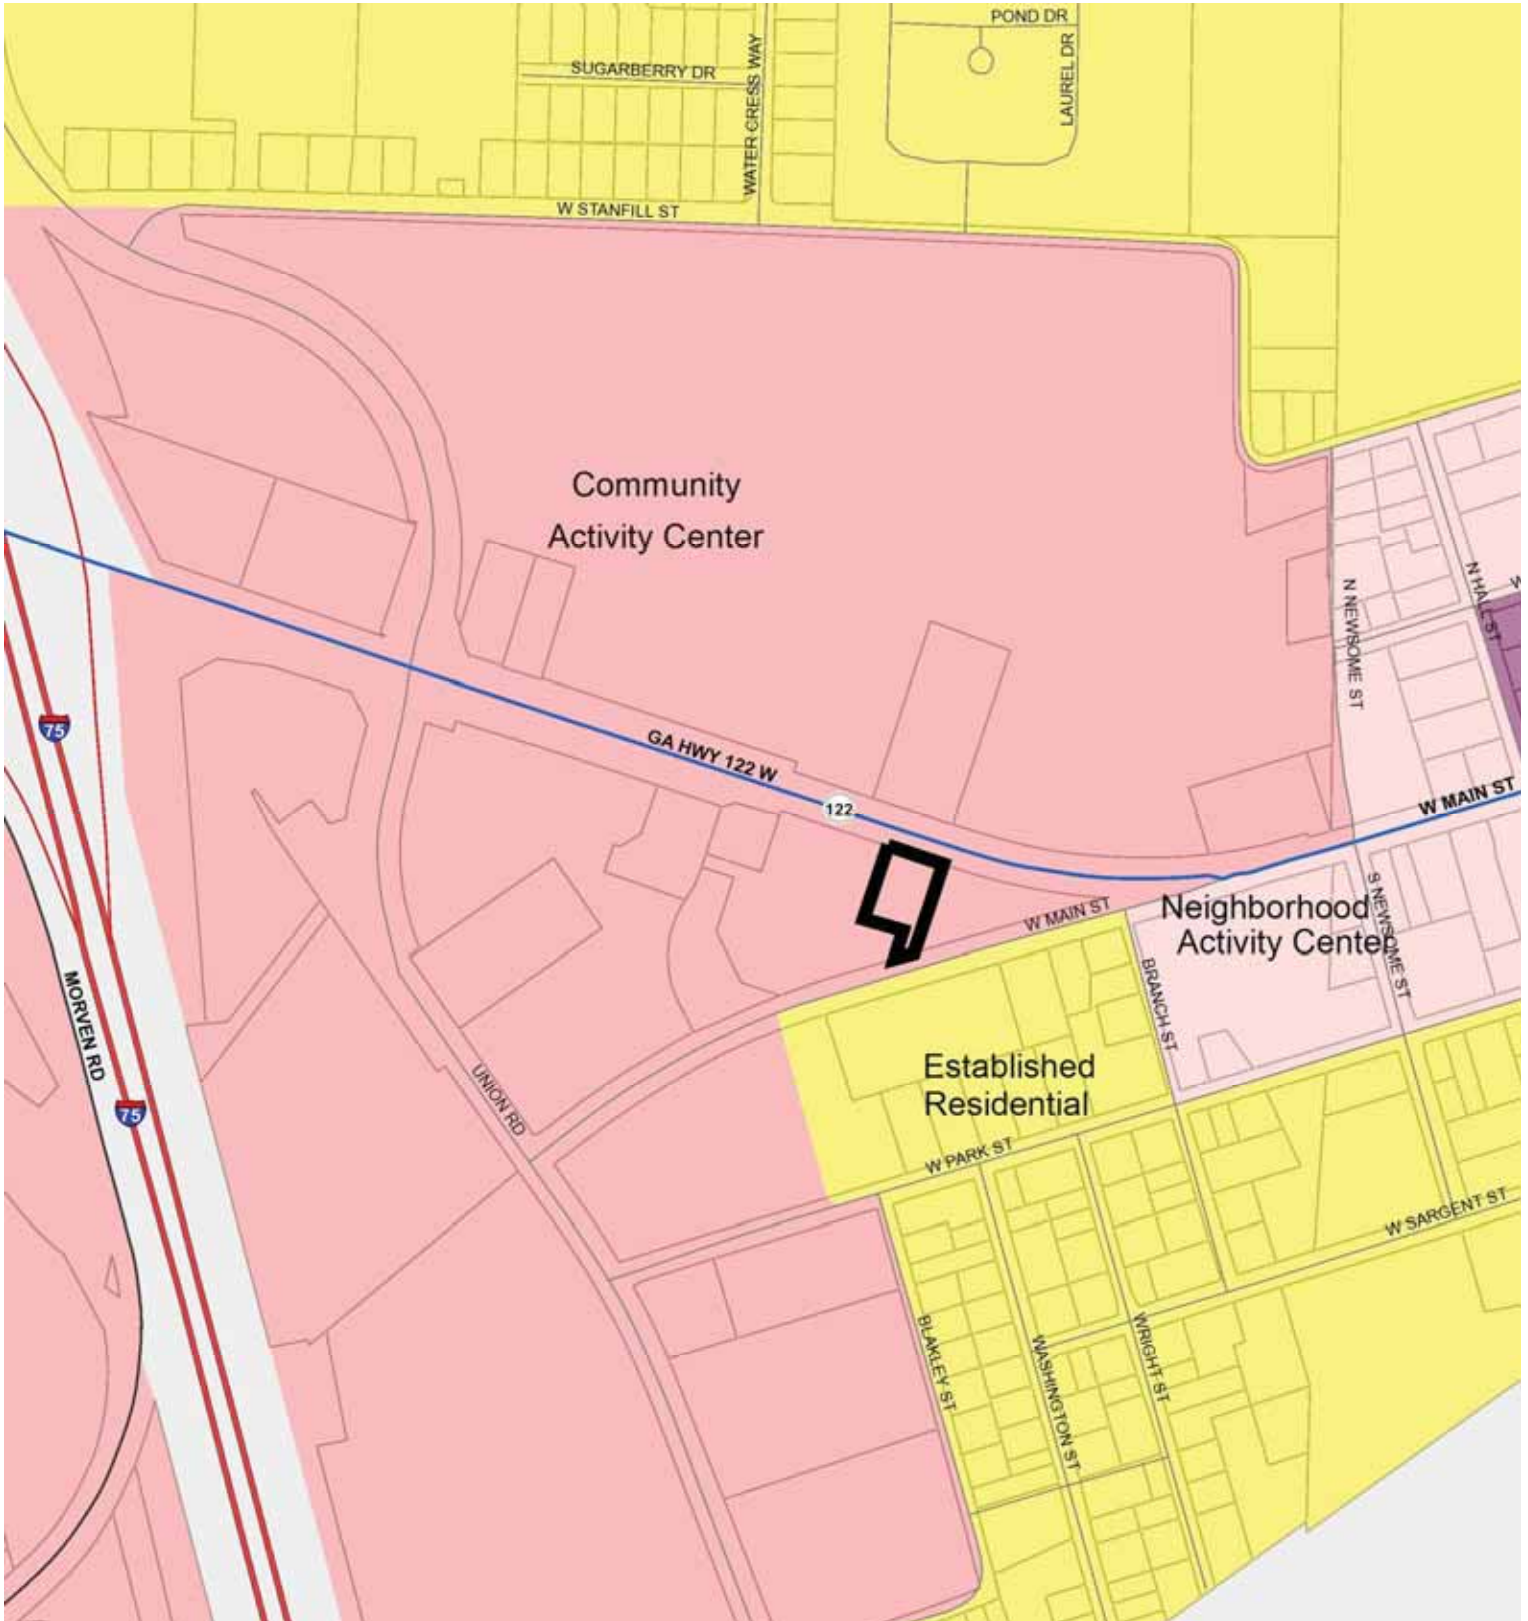 POND DR
SUGARBERRY DR
WATER CRESS WAY
LAUREL DR
W STANFILL ST
Community
Activity Center
N HALL ST
W
N NEWSOME ST
75
GA HWY 122 W
122
W MAIN ST
W MAIN ST
Neighborhood
Activity Center
S NEWSOME ST
BRANCH ST
MORVEN RD
75
UNION RD
Established
Residential
W PARK ST
W SARGENT ST
BLAKLEY ST
WASHINGTON ST
WRIGHT ST